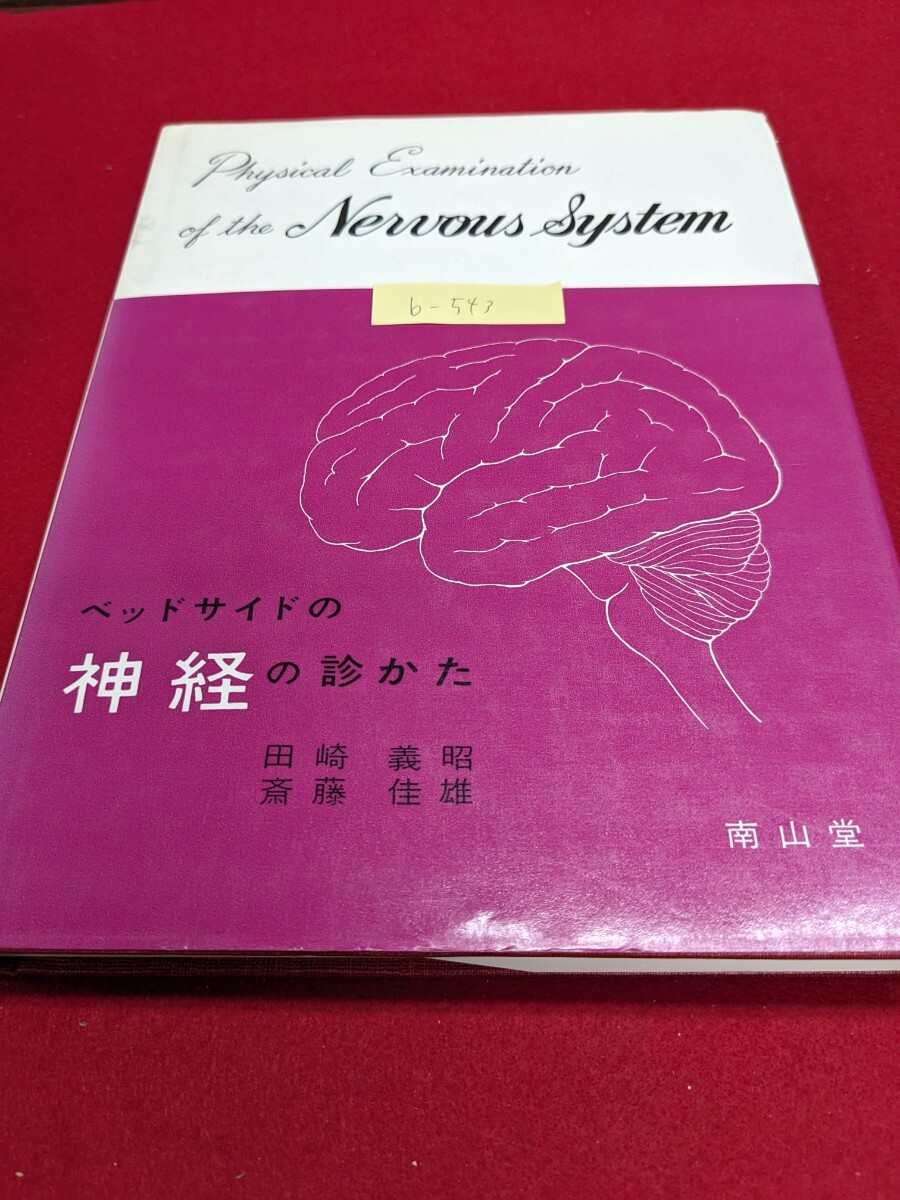 Physical Examination
of the Nervous System
b-543
ベッドサイドの
神経の診かた
田崎 義昭
斎藤 佳雄
南山堂